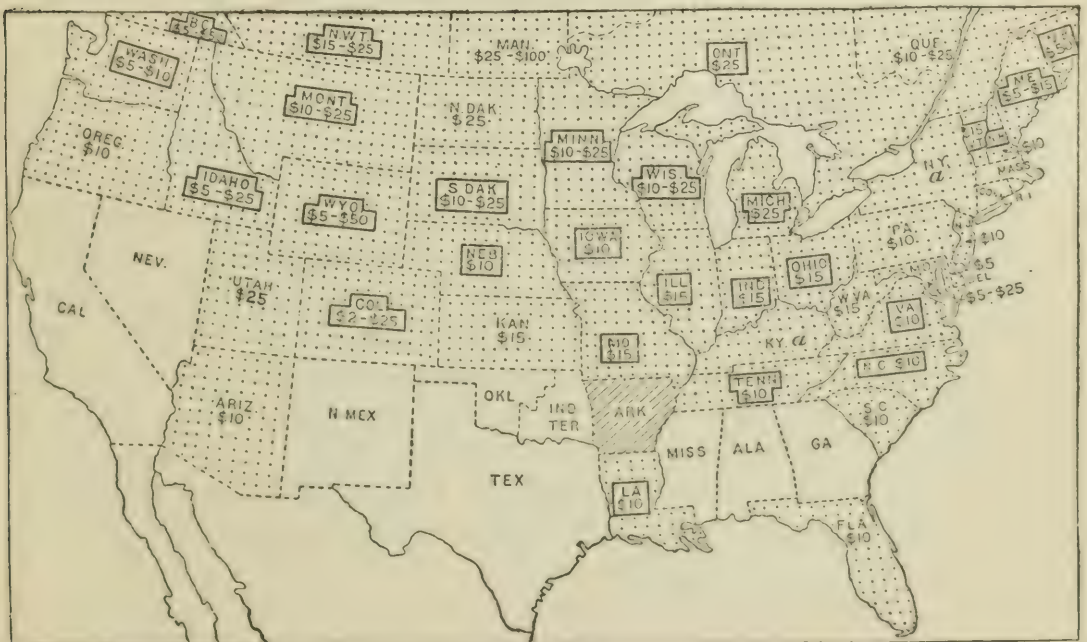 B.C.
WASH.
$5-$10
N.W.T.
$15-$25
MAN.
$25-$100
ONT
$25
QUE.
$10-$25
$50
ME
$5-$15
MONT
$10-$25
N.DAK.
$25
MINN
$10-$25
OREG.
$10
IDAHO
$5-$25
WYO.
$5-$50
S DAK
$10-$25
WIS.
$10-$25
MICH
$25
N.Y.
a
$10
MASS
R I
NEV.
CAL
UTAH
$25
COL
$2-$25
NEB
$10
IOWA
$10
ILL
$15
IND
$15
OHIO
$15
PA.
$10
$10
$5
EL
$5-$25
W.VA
$15
VA
$10
KAN
$15
MO
$15
KY. a
N C $10
TENN
$10
S C
$10
ARIZ.
$10
N.MEX
OKL
IND
TER
ARK
MISS
ALA
GA
TEX
LA
$10
FLA
$10